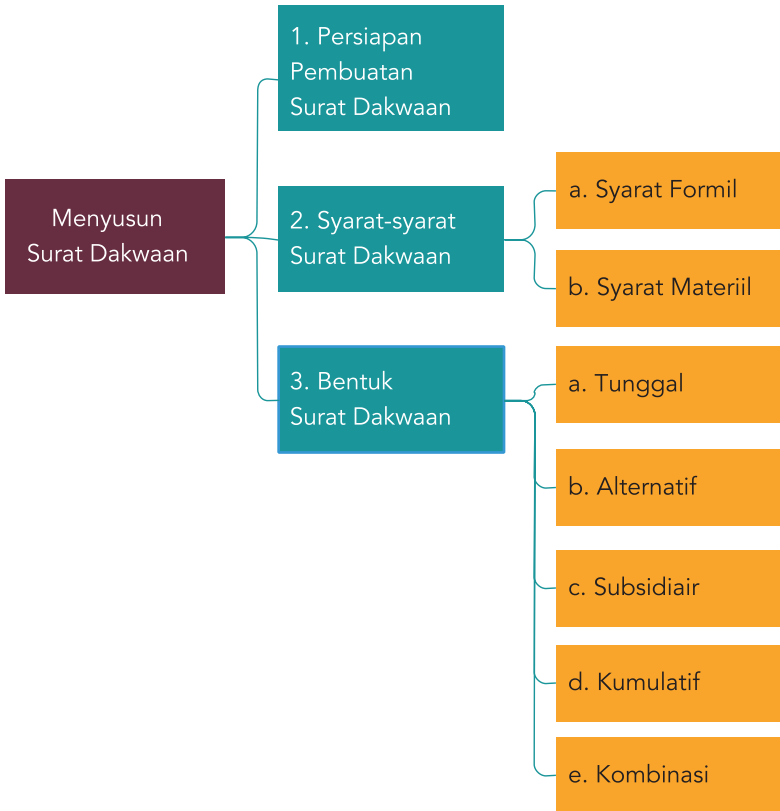 Menyusun
Surat Dakwaan
1. Persiapan
Pembuatan
Surat Dakwaan
2. Syarat-syarat
Surat Dakwaan
a. Syarat Formil
b. Syarat Materiil
3. Bentuk
Surat Dakwaan
a. Tunggal
b. Alternatif
c. Subsidiair
d. Kumulatif
e. Kombinasi